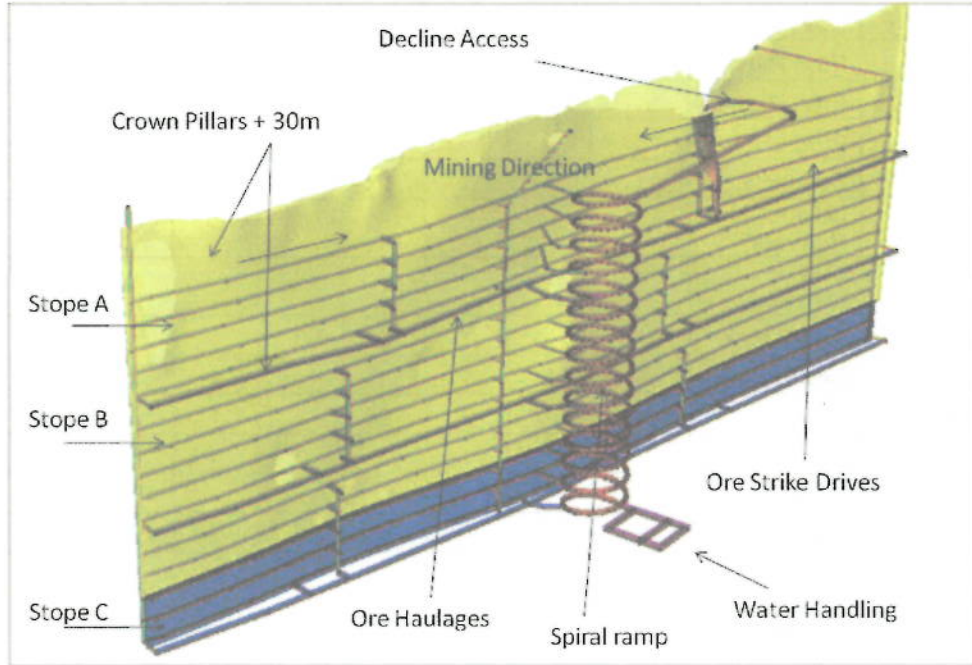 Decline Access
Crown Pillars + 30m
Mining Direction
Stope A
Stope B
Ore Strike Drives
Stope C
Ore Haulages
Spiral ramp
Water Handling